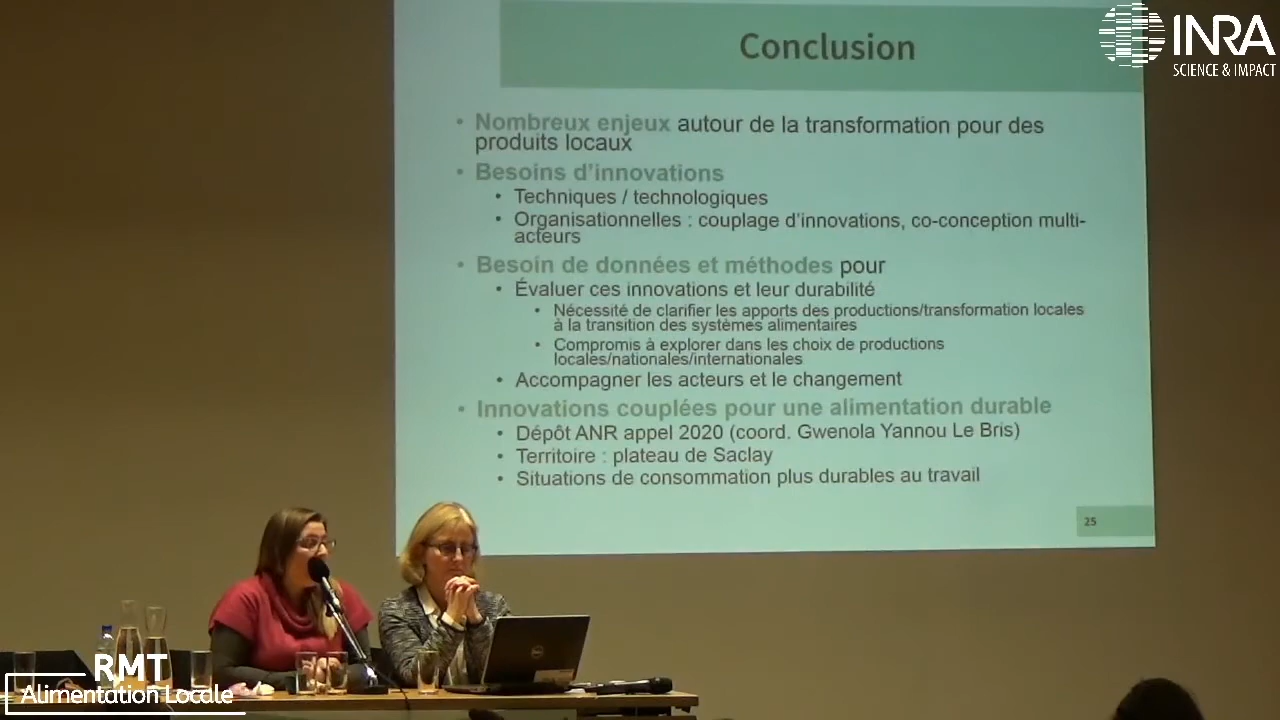 Conclusion
INRA
SCIENCE & IMPACT
• Nombreux enjeux autour de la transformation pour des
produits locaux
• Besoins d'innovations
• Techniques / technologiques
• Organisationnelles : couplage d'innovations, co-conception multi-
acteurs
• Besoin de données et méthodes pour
• Évaluer ces innovations et leur durabilité
• Nécessité de clarifier les apports des productions/transformation locales
à la transition des systèmes alimentaires
• Compromis à explorer dans les choix de productions
locales/nationales/internationales
• Accompagner les acteurs et le changement
• Innovations couplées pour une alimentation durable
• Dépôt ANR appel 2020 (coord. Gwenola Yannou Le Bris)
• Territoire : plateau de Saclay
• Situations de consommation plus durables au travail
25
DELL
RMT
Alimentation Locale